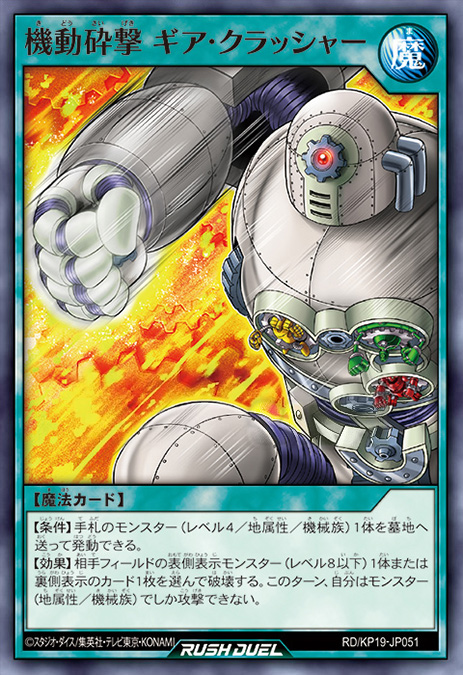 機動砕撃 ギア・クラッシャー
魔
【魔法カード】
【条件】手札のモンスター(レベル4/地属性/機械族)1体を墓地へ
送って発動できる。
【効果】相手フィールドの表側表示モンスター(レベル8以下)1体または
裏側表示のカード1枚を選んで破壊する。このターン、自分はモンスター
(地属性/機械族)でしか攻撃できない。
©スタジオ・ダイス/集英社・テレビ東京・KONAMI
RUSH DUEL
RD/KP19-JP051